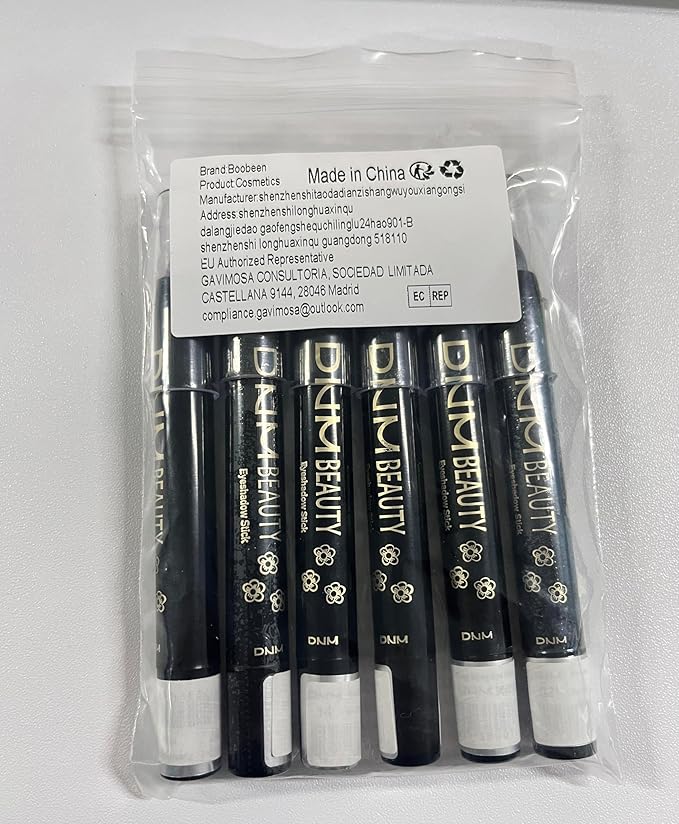 Brand:Boobeen
Product:Cosmetics
Made in China
Manufacturer:shenzhenshitaodadianzishangwuyouxiangongsi
Address:shenzhenshilonghuaxinqu
dalangjiedao gaofengshequchilinglu24hao901-B
shenzhenshi longhuaxinqu guangdong 518110
EU Authorized Representative
GAVIMOSA CONSULTORIA, SOCIEDAD LIMITADA
CASTELLANA 9144, 28046 Madrid
compliance.gavimosa@outlook.com
EC REP
BEAUTY
DNM BEAUTY
Eyeshadow Stick
DNM
DNM BEAUTY
Eyeshadow Stick
DNM
DNM BEAUTY
DNM
DNM BEAUTY
Eyeshadow Stick
DNM
DNM BEAUTY
Eyeshadow Stick
DNM